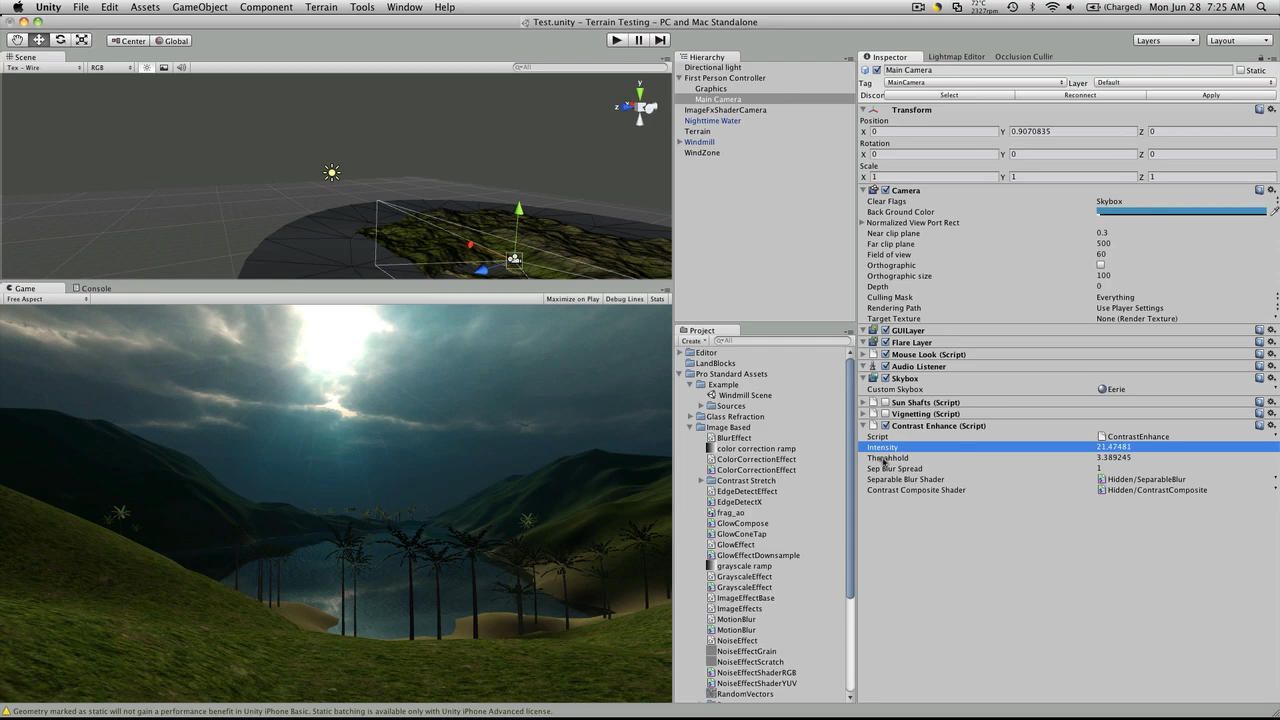 Unity File Edit Assets GameObject Component Terrain Tools Window Help 72°C 2327rpm (Charged) Mon Jun 28 7:25 AM
Test.unity – Terrain Testing – PC and Mac Standalone
Center Global Layers Layout
Scene
Tex - Wire RGB All
y
z
Game Console
Free Aspect Maximize on Play Debug Lines Stats
Hierarchy
Directional light
First Person Controller
Graphics
Main Camera
ImageFxShaderCamera
Nighttime Water
Terrain
Windmill
WindZone
Project
Create All
Editor
LandBlocks
Pro Standard Assets
Example
Windmill Scene
Sources
Glass Refraction
Image Based
BlurEffect
color correction ramp
ColorCorrectionEffect
ColorCorrectionEffect
Contrast Stretch
EdgeDetectEffect
EdgeDetectX
frag_ao
GlowCompose
GlowConeTap
GlowEffect
GlowEffectDownsample
grayscale ramp
GrayscaleEffect
GrayscaleEffect
ImageEffectBase
ImageEffects
MotionBlur
MotionBlur
NoiseEffect
NoiseEffectGrain
NoiseEffectScratch
NoiseEffectShaderRGB
NoiseEffectShaderYUV
RandomVectors
Inspector Lightmap Editor Occlusion Cullin
Main Camera Static
Tag MainCamera Layer Default
Discon Select Reconnect Apply
Transform
Position
X 0 Y 0.9070835 Z 0
Rotation
X 0 Y 0 Z 0
Scale
X 1 Y 1 Z 1
Camera
Clear Flags Skybox
Back Ground Color
Normalized View Port Rect
Near clip plane 0.3
Far clip plane 500
Field of view 60
Orthographic
Orthographic size 100
Depth 0
Culling Mask Everything
Rendering Path Use Player Settings
Target Texture None (Render Texture)
GUILayer
Flare Layer
Mouse Look (Script)
Audio Listener
Skybox
Custom Skybox Eerie
Sun Shafts (Script)
Vignetting (Script)
Contrast Enhance (Script)
Script ContrastEnhance
Intensity 21.47481
Threshhold 3.389245
Sep Blur Spread 1
Separable Blur Shader Hidden/SeparableBlur
Contrast Composite Shader Hidden/ContrastComposite
Geometry marked as static will not gain a performance benefit in Unity iPhone Basic. Static batching is available only with Unity iPhone Advanced license.